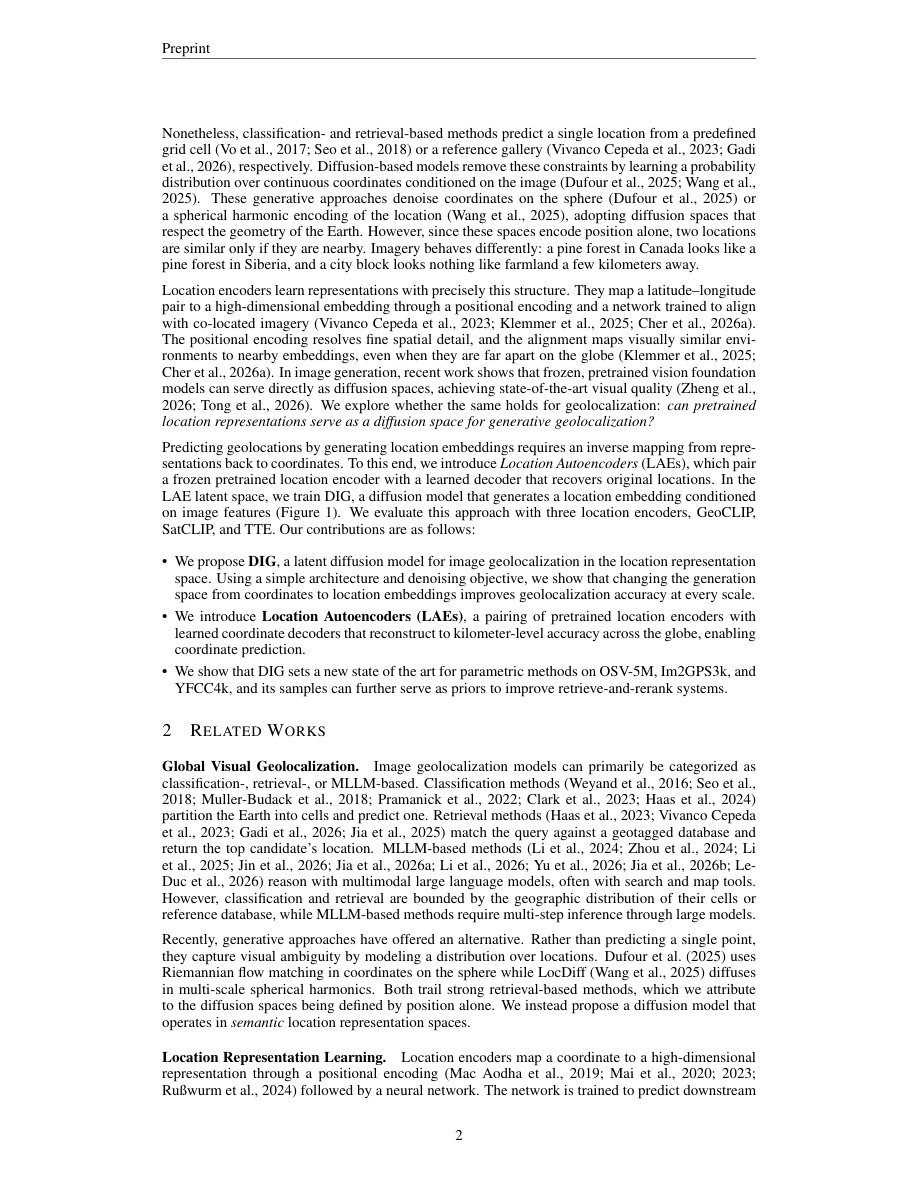 Preprint
Nonetheless, classification- and retrieval-based methods predict a single location from a predefined
grid cell (Vo et al., 2017; Seo et al., 2018) or a reference gallery (Vivanco Cepeda et al., 2023; Gadi
et al., 2026), respectively. Diffusion-based models remove these constraints by learning a probability
distribution over continuous coordinates conditioned on the image (Dufour et al., 2025; Wang et al.,
2025). These generative approaches denoise coordinates on the sphere (Dufour et al., 2025) or
a spherical harmonic encoding of the location (Wang et al., 2025), adopting diffusion spaces that
respect the geometry of the Earth. However, since these spaces encode position alone, two locations
are similar only if they are nearby. Imagery behaves differently: a pine forest in Canada looks like a
pine forest in Siberia, and a city block looks nothing like farmland a few kilometers away.
Location encoders learn representations with precisely this structure. They map a latitude–longitude
pair to a high-dimensional embedding through a positional encoding and a network trained to align
with co-located imagery (Vivanco Cepeda et al., 2023; Klemmer et al., 2025; Cher et al., 2026a).
The positional encoding resolves fine spatial detail, and the alignment maps visually similar envi-
ronments to nearby embeddings, even when they are far apart on the globe (Klemmer et al., 2025;
Cher et al., 2026a). In image generation, recent work shows that frozen, pretrained vision foundation
models can serve directly as diffusion spaces, achieving state-of-the-art visual quality (Zheng et al.,
2026; Tong et al., 2026). We explore whether the same holds for geolocalization: can pretrained
location representations serve as a diffusion space for generative geolocalization?
Predicting geolocations by generating location embeddings requires an inverse mapping from repre-
sentations back to coordinates. To this end, we introduce Location Autoencoders (LAEs), which pair
a frozen pretrained location encoder with a learned decoder that recovers original locations. In the
LAE latent space, we train DIG, a diffusion model that generates a location embedding conditioned
on image features (Figure 1). We evaluate this approach with three location encoders, GeoCLIP,
SatCLIP, and TTE. Our contributions are as follows:
• We propose DIG, a latent diffusion model for image geolocalization in the location representation
space. Using a simple architecture and denoising objective, we show that changing the generation
space from coordinates to location embeddings improves geolocalization accuracy at every scale.
• We introduce Location Autoencoders (LAEs), a pairing of pretrained location encoders with
learned coordinate decoders that reconstruct to kilometer-level accuracy across the globe, enabling
coordinate prediction.
• We show that DIG sets a new state of the art for parametric methods on OSV-5M, Im2GPS3k, and
YFCC4k, and its samples can further serve as priors to improve retrieve-and-rerank systems.
2 RELATED WORKS
Global Visual Geolocalization. Image geolocalization models can primarily be categorized as
classification-, retrieval-, or MLLM-based. Classification methods (Weyand et al., 2016; Seo et al.,
2018; Muller-Budack et al., 2018; Pramanick et al., 2022; Clark et al., 2023; Haas et al., 2024)
partition the Earth into cells and predict one. Retrieval methods (Haas et al., 2023; Vivanco Cepeda
et al., 2023; Gadi et al., 2026; Jia et al., 2025) match the query against a geotagged database and
return the top candidate's location. MLLM-based methods (Li et al., 2024; Zhou et al., 2024; Li
et al., 2025; Jin et al., 2026; Jia et al., 2026a; Li et al., 2026; Yu et al., 2026; Jia et al., 2026b; Le-
Duc et al., 2026) reason with multimodal large language models, often with search and map tools.
However, classification and retrieval are bounded by the geographic distribution of their cells or
reference database, while MLLM-based methods require multi-step inference through large models.
Recently, generative approaches have offered an alternative. Rather than predicting a single point,
they capture visual ambiguity by modeling a distribution over locations. Dufour et al. (2025) uses
Riemannian flow matching in coordinates on the sphere while LocDiff (Wang et al., 2025) diffuses
in multi-scale spherical harmonics. Both trail strong retrieval-based methods, which we attribute
to the diffusion spaces being defined by position alone. We instead propose a diffusion model that
operates in semantic location representation spaces.
Location Representation Learning. Location encoders map a coordinate to a high-dimensional
representation through a positional encoding (Mac Aodha et al., 2019; Mai et al., 2020; 2023;
Rußwurm et al., 2024) followed by a neural network. The network is trained to predict downstream
2